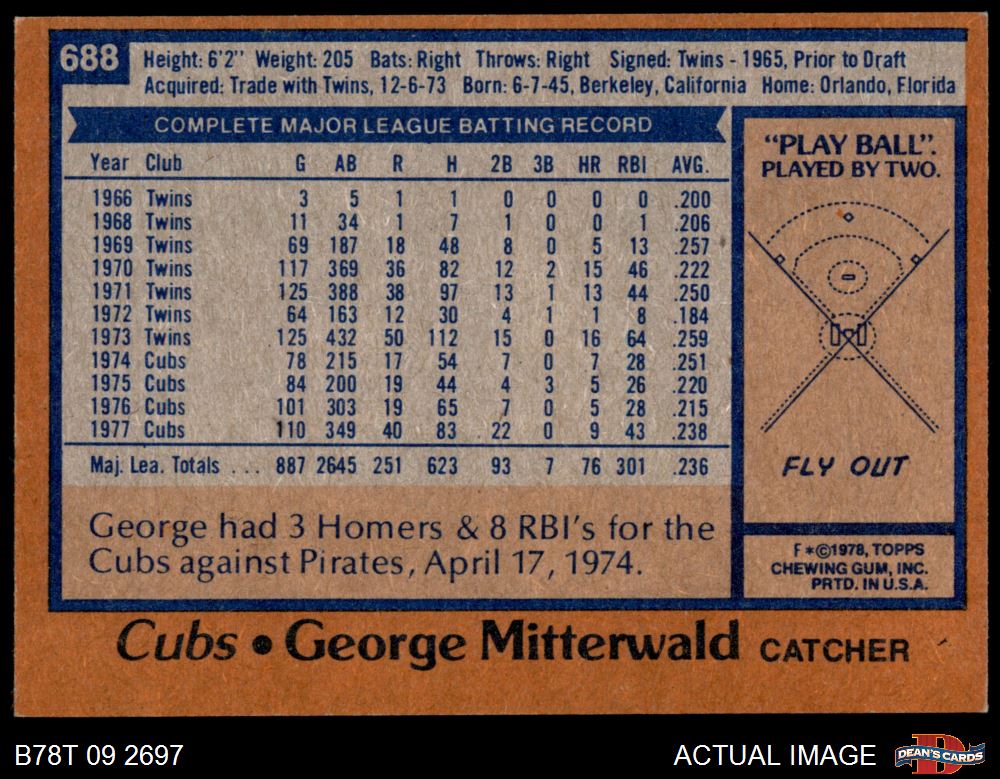 688
Height: 6'2" Weight: 205 Bats: Right Throws: Right Signed: Twins - 1965, Prior to Draft
Acquired: Trade with Twins, 12-6-73 Born: 6-7-45, Berkeley, California Home: Orlando, Florida
COMPLETE MAJOR LEAGUE BATTING RECORD
Year Club G AB R H 2B 3B HR RBI AVG.
1966 Twins 3 5 1 1 0 0 0 0 .200
1968 Twins 11 34 1 7 1 0 0 1 .206
1969 Twins 69 187 18 48 8 0 5 13 .257
1970 Twins 117 369 36 82 12 2 15 46 .222
1971 Twins 125 388 38 97 13 1 13 44 .250
1972 Twins 64 163 12 30 4 1 1 8 .184
1973 Twins 125 432 50 112 15 0 16 64 .259
1974 Cubs 78 215 17 54 7 0 7 28 .251
1975 Cubs 84 200 19 44 4 3 5 26 .220
1976 Cubs 101 303 19 65 7 0 5 28 .215
1977 Cubs 110 349 40 83 22 0 9 43 .238
Maj. Lea. Totals ... 887 2645 251 623 93 7 76 301 .236
George had 3 Homers & 8 RBI's for the
Cubs against Pirates, April 17, 1974.
"PLAY BALL".
PLAYED BY TWO.
FLY OUT
F*©1978, TOPPS
CHEWING GUM, INC.
PRTD. IN U.S.A.
Cubs • George Mitterwald CATCHER
B78T 09 2697
ACTUAL IMAGE
D
DEAN'S CARDS